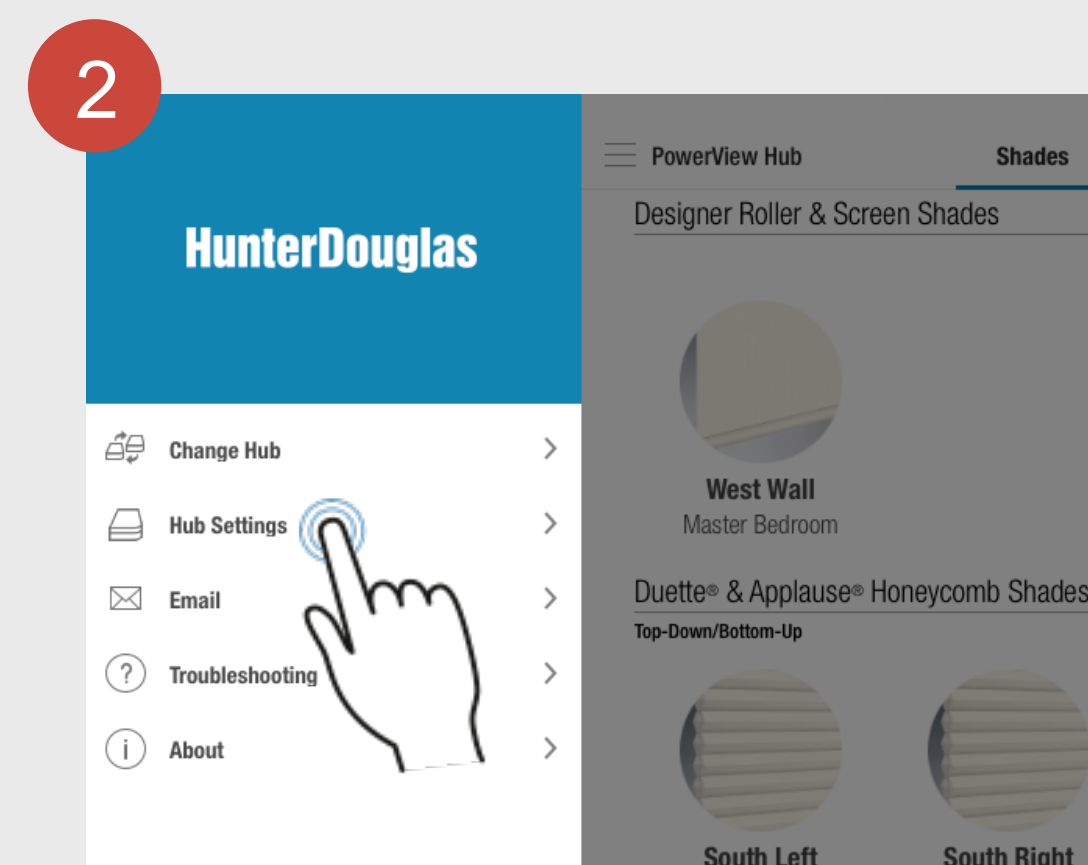 2
HunterDouglas
Change Hub
Hub Settings
Email
? Troubleshooting
i About
PowerView Hub Shades
Designer Roller & Screen Shades
West Wall
Master Bedroom
Duette® & Applause® Honeycomb Shades
Top-Down/Bottom-Up
South Left South Right